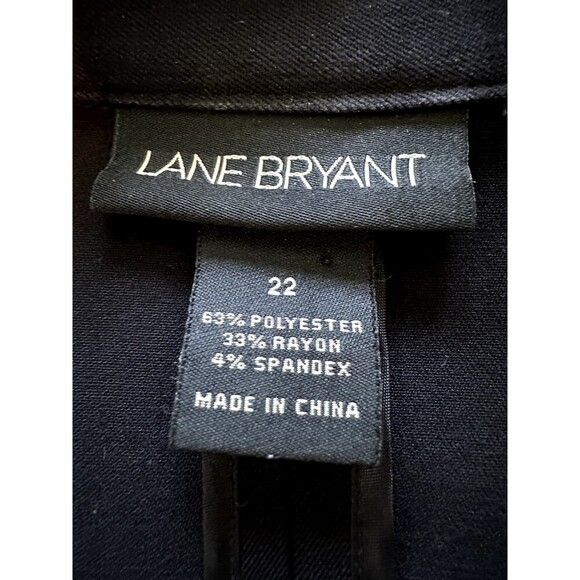 LANE BRYANT
22
63% POLYESTER
33% RAYON
4% SPANDEX
MADE IN CHINA